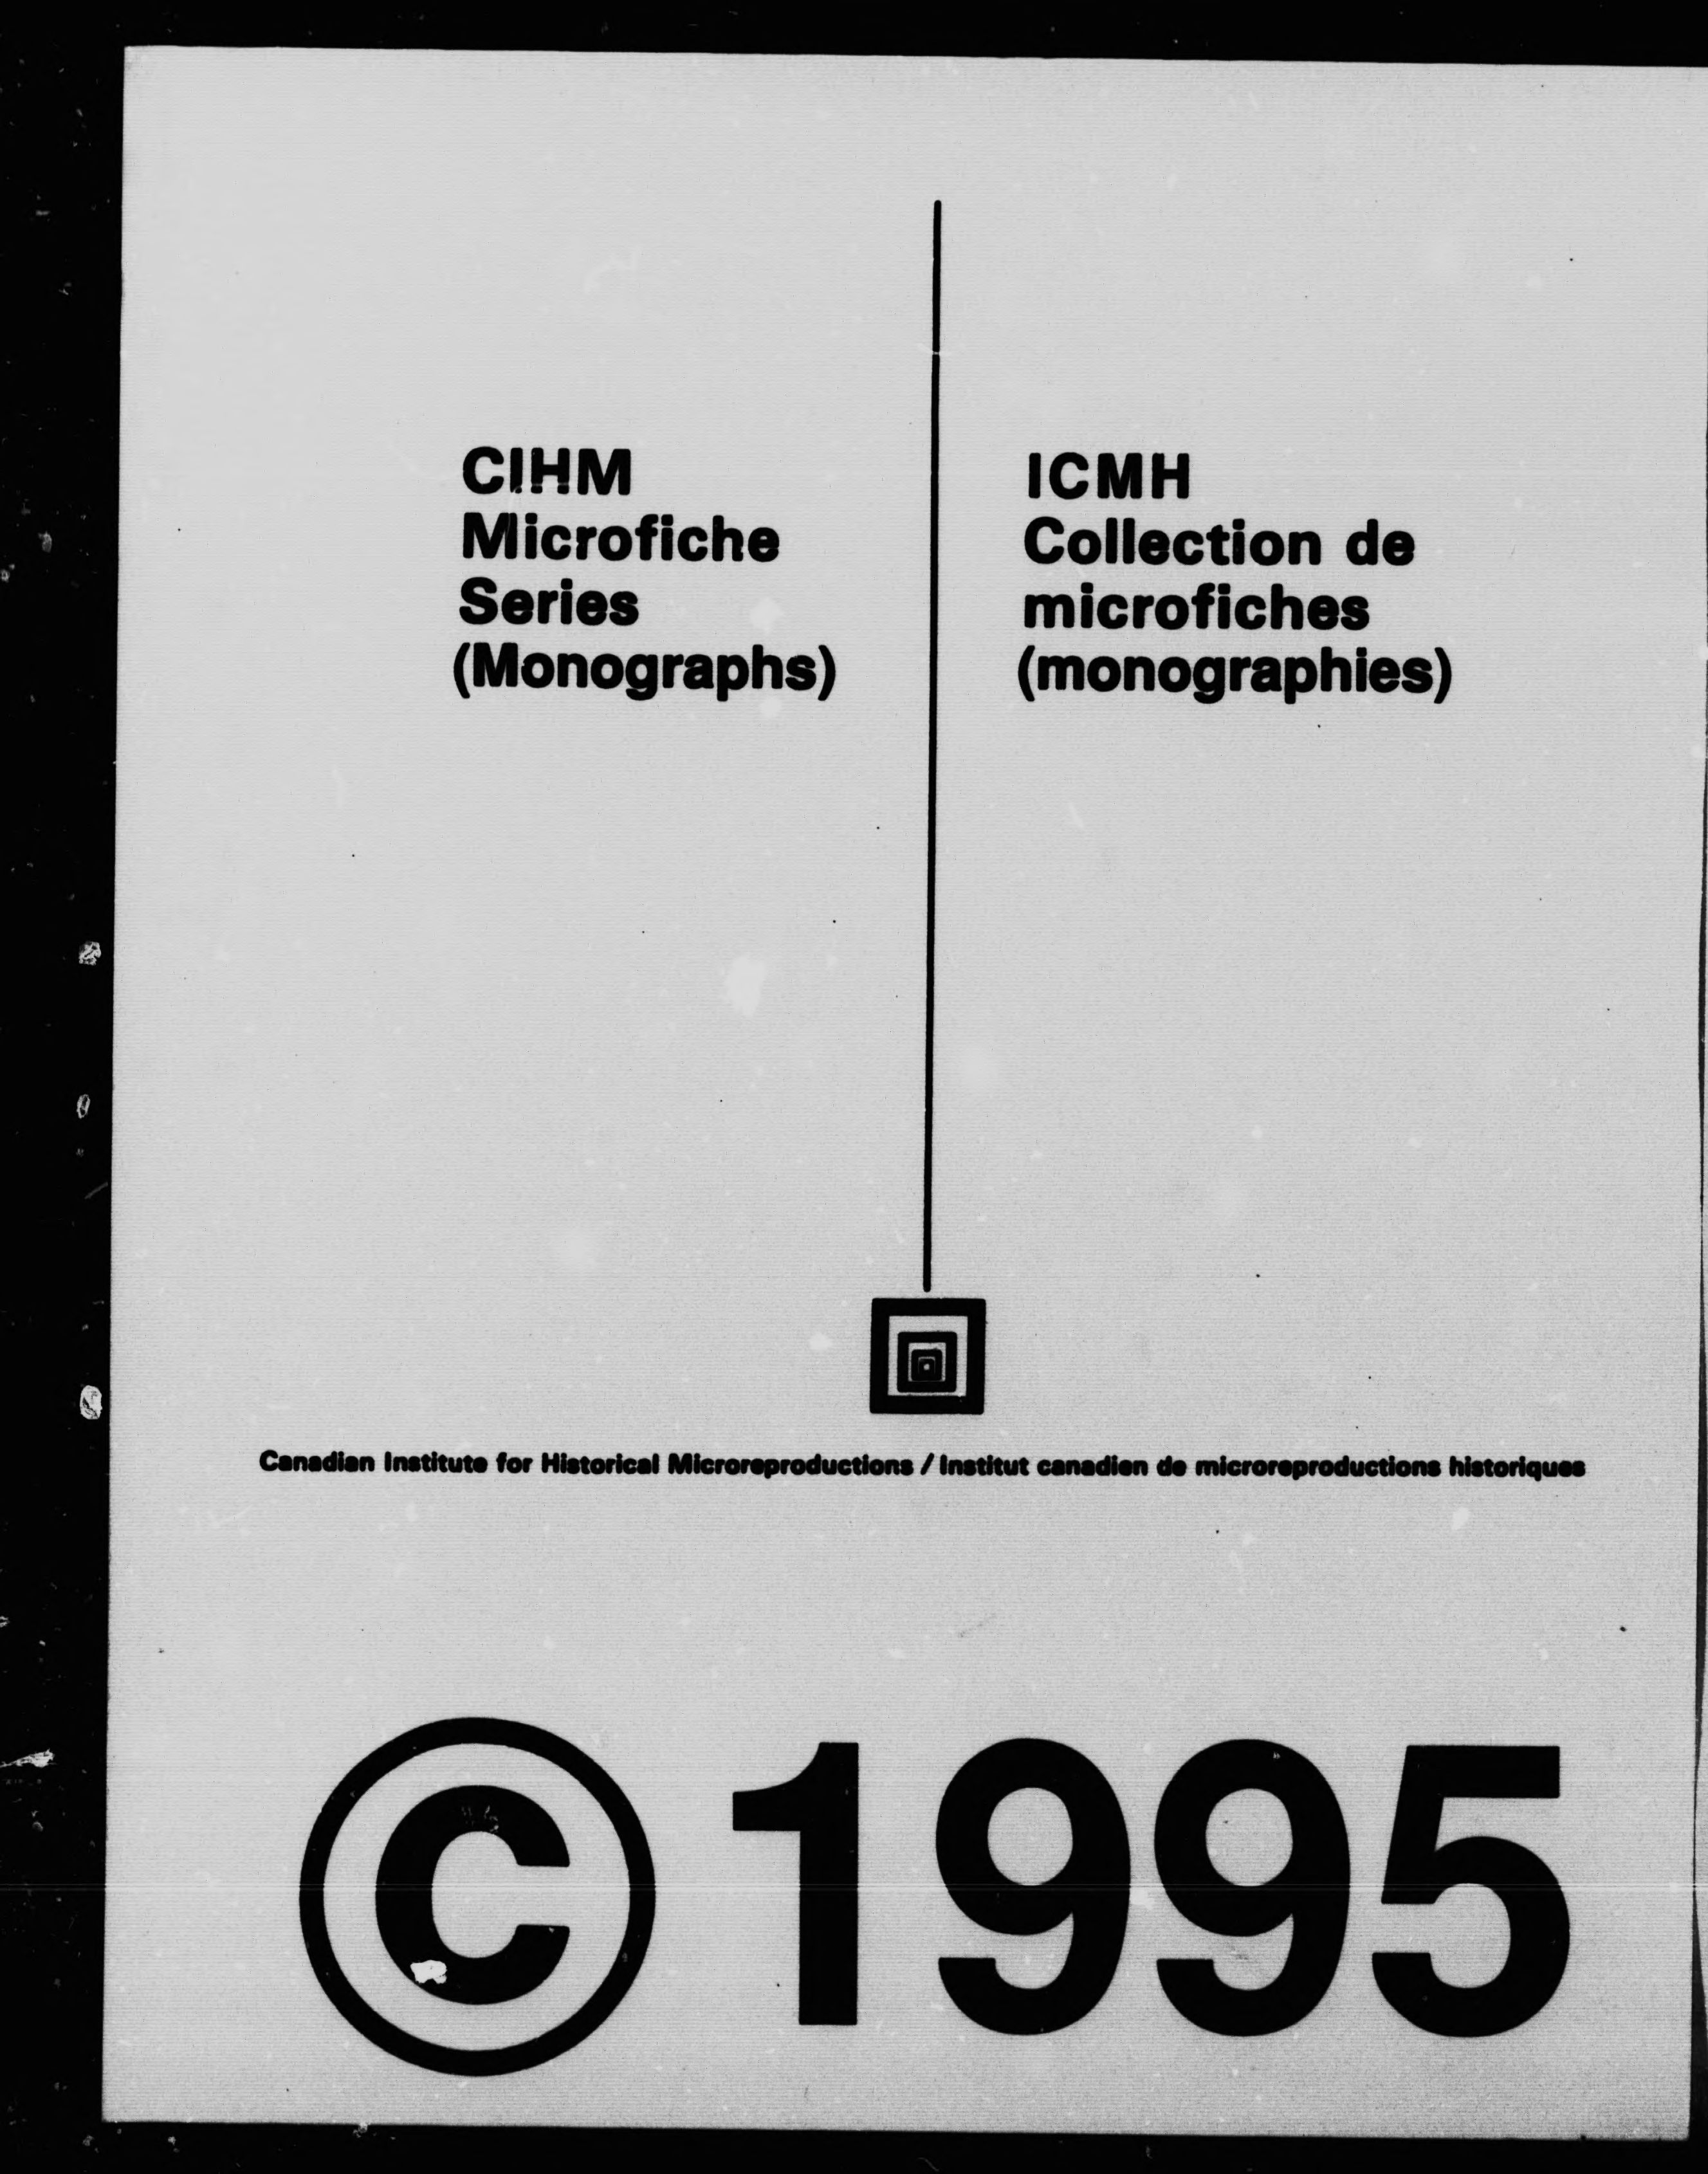 CIHM
Microfiche
Series
(Monographs)
ICMH
Collection de
microfiches
(monographies)
Canadian Institute for Historical Microreproductions / Institut canadien de microreproductions historiques
© 1995